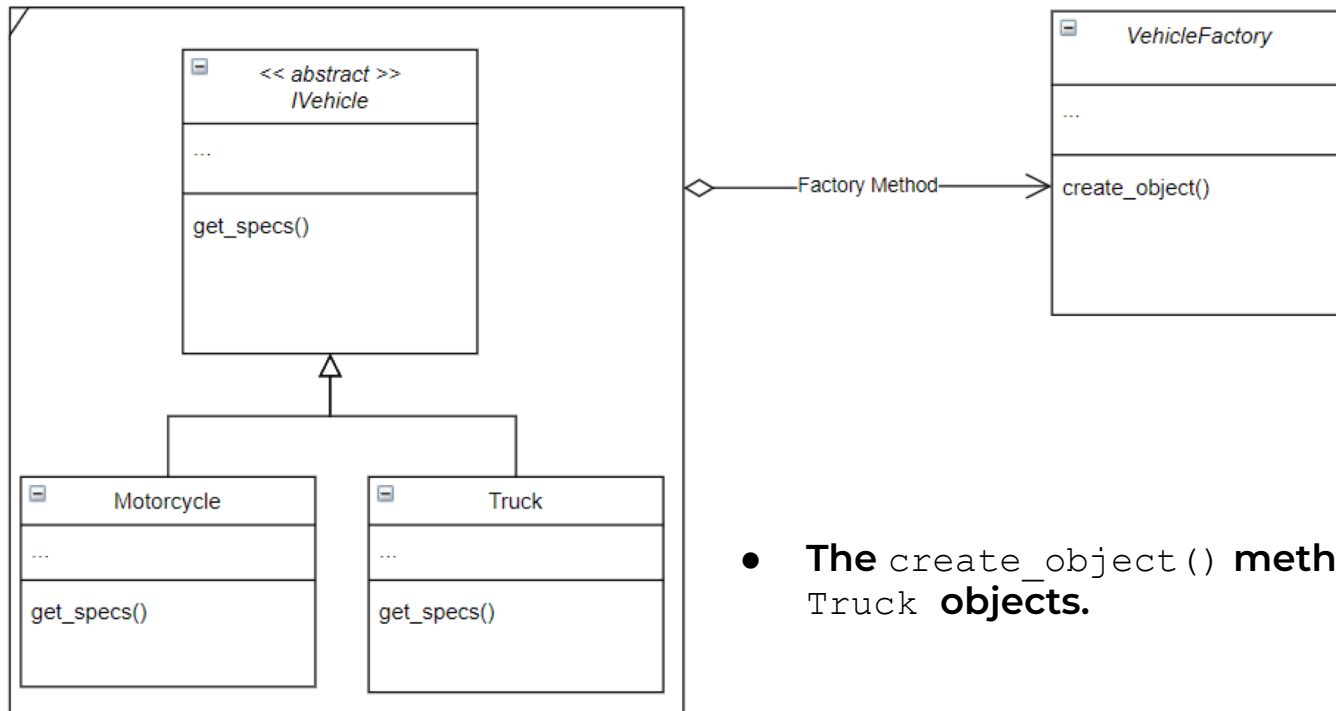 << abstract >>
IVehicle
...
get_specs()
Motorcycle
...
get_specs()
Truck
...
get_specs()
Factory Method
VehicleFactory
...
create_object()
● The create_object() meth
Truck objects.